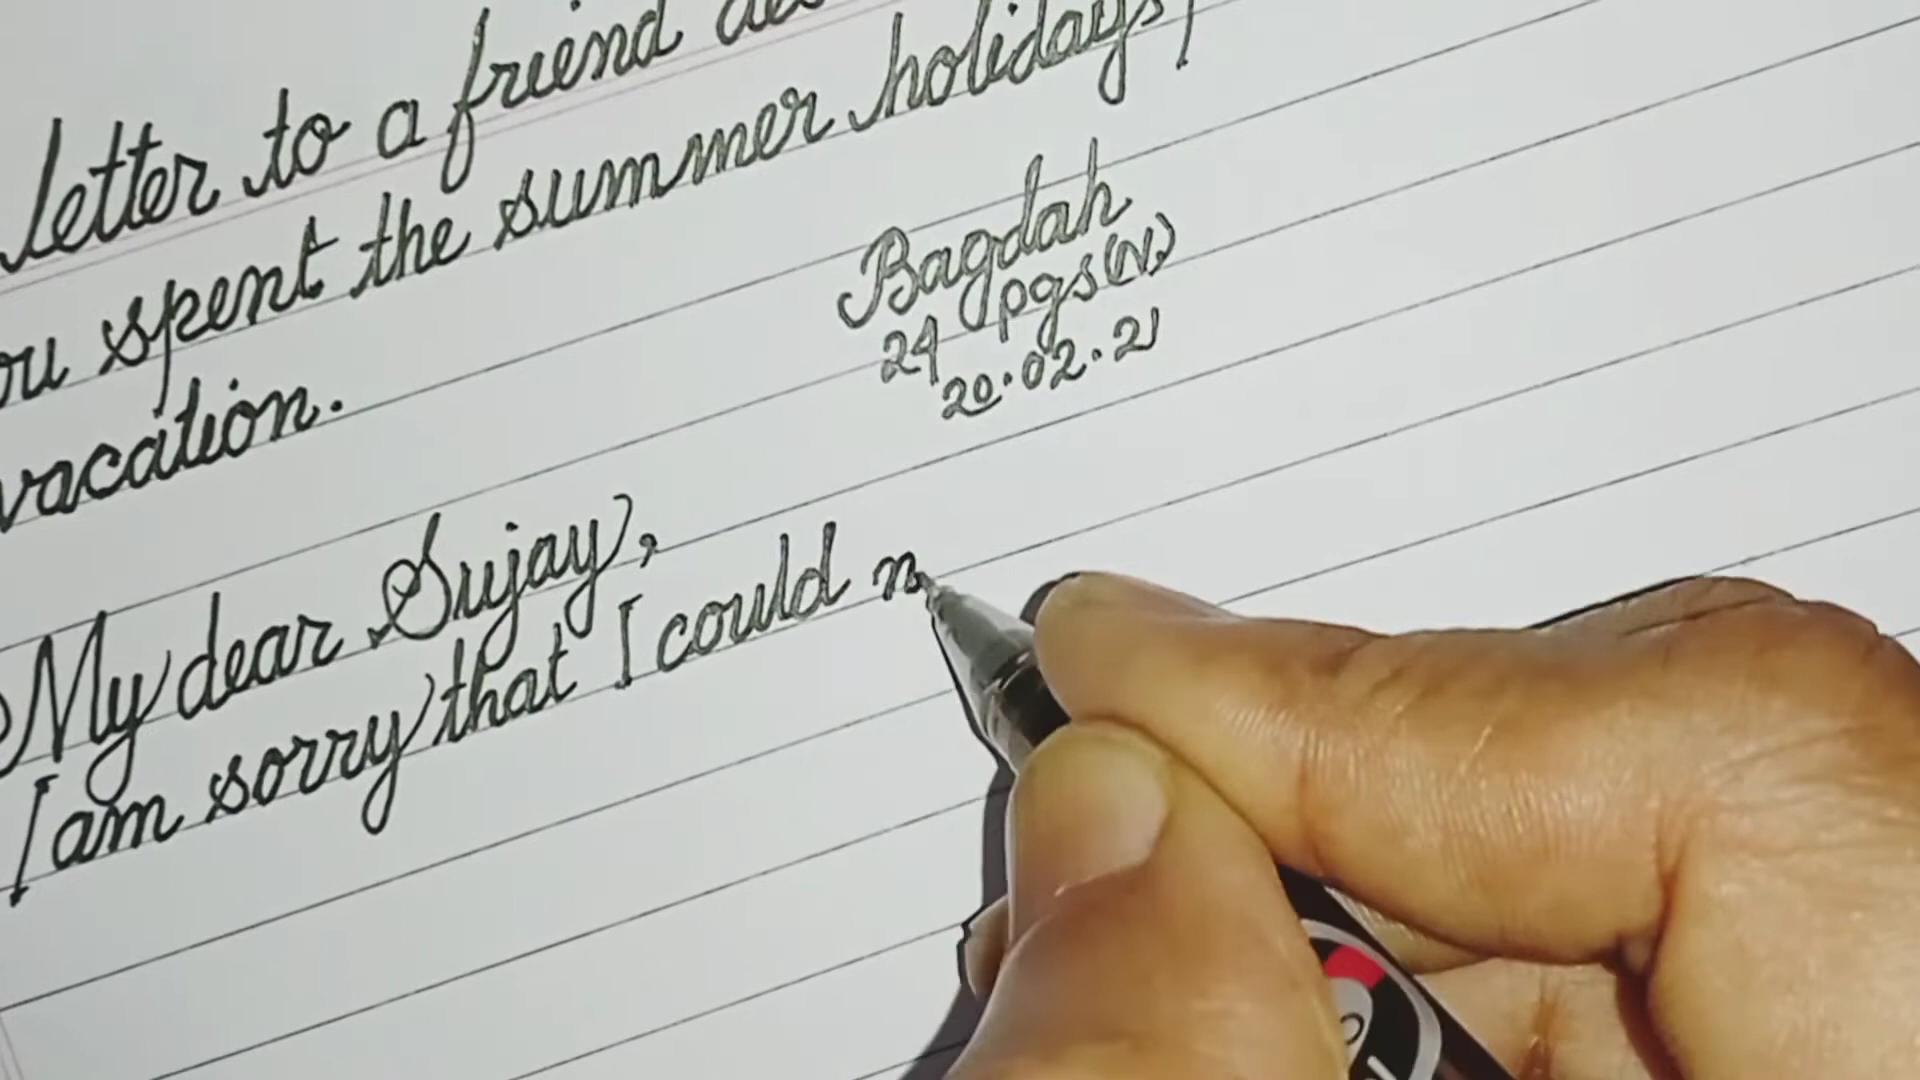 letter to a friend
spent the summer holidays/
vacation.
Bagdah
24 pgs(N)
20.02.21
My dear Sujay,
I am sorry that I could n